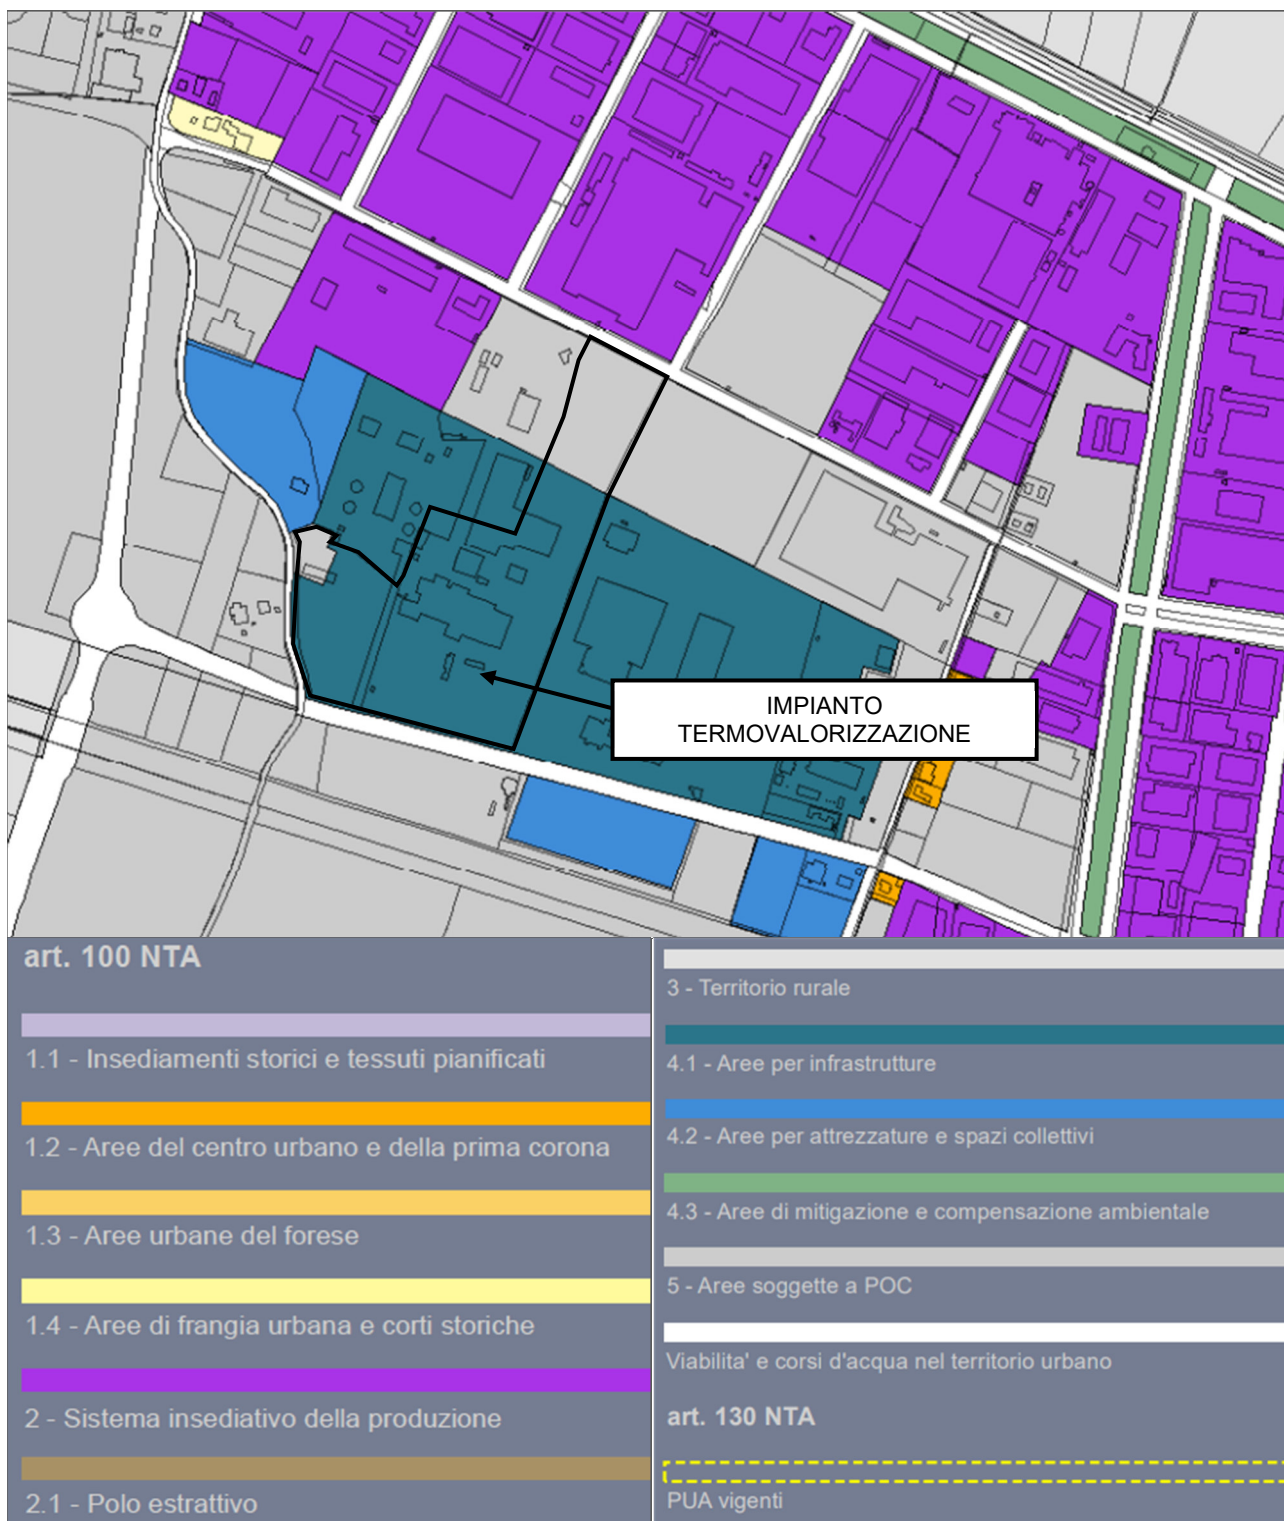 IMPIANTO
TERMOVALORIZZAZIONE
art. 100 NTA
1.1 - Insediamenti storici e tessuti pianificati
1.2 - Aree del centro urbano e della prima corona
1.3 - Aree urbane del forese
1.4 - Aree di frangia urbana e corti storiche
2 - Sistema insediativo della produzione
2.1 - Polo estrattivo
3 - Territorio rurale
4.1 - Aree per infrastrutture
4.2 - Aree per attrezzature e spazi collettivi
4.3 - Aree di mitigazione e compensazione ambientale
5 - Aree soggette a POC
Viabilita' e corsi d'acqua nel territorio urbano
art. 130 NTA
PUA vigenti